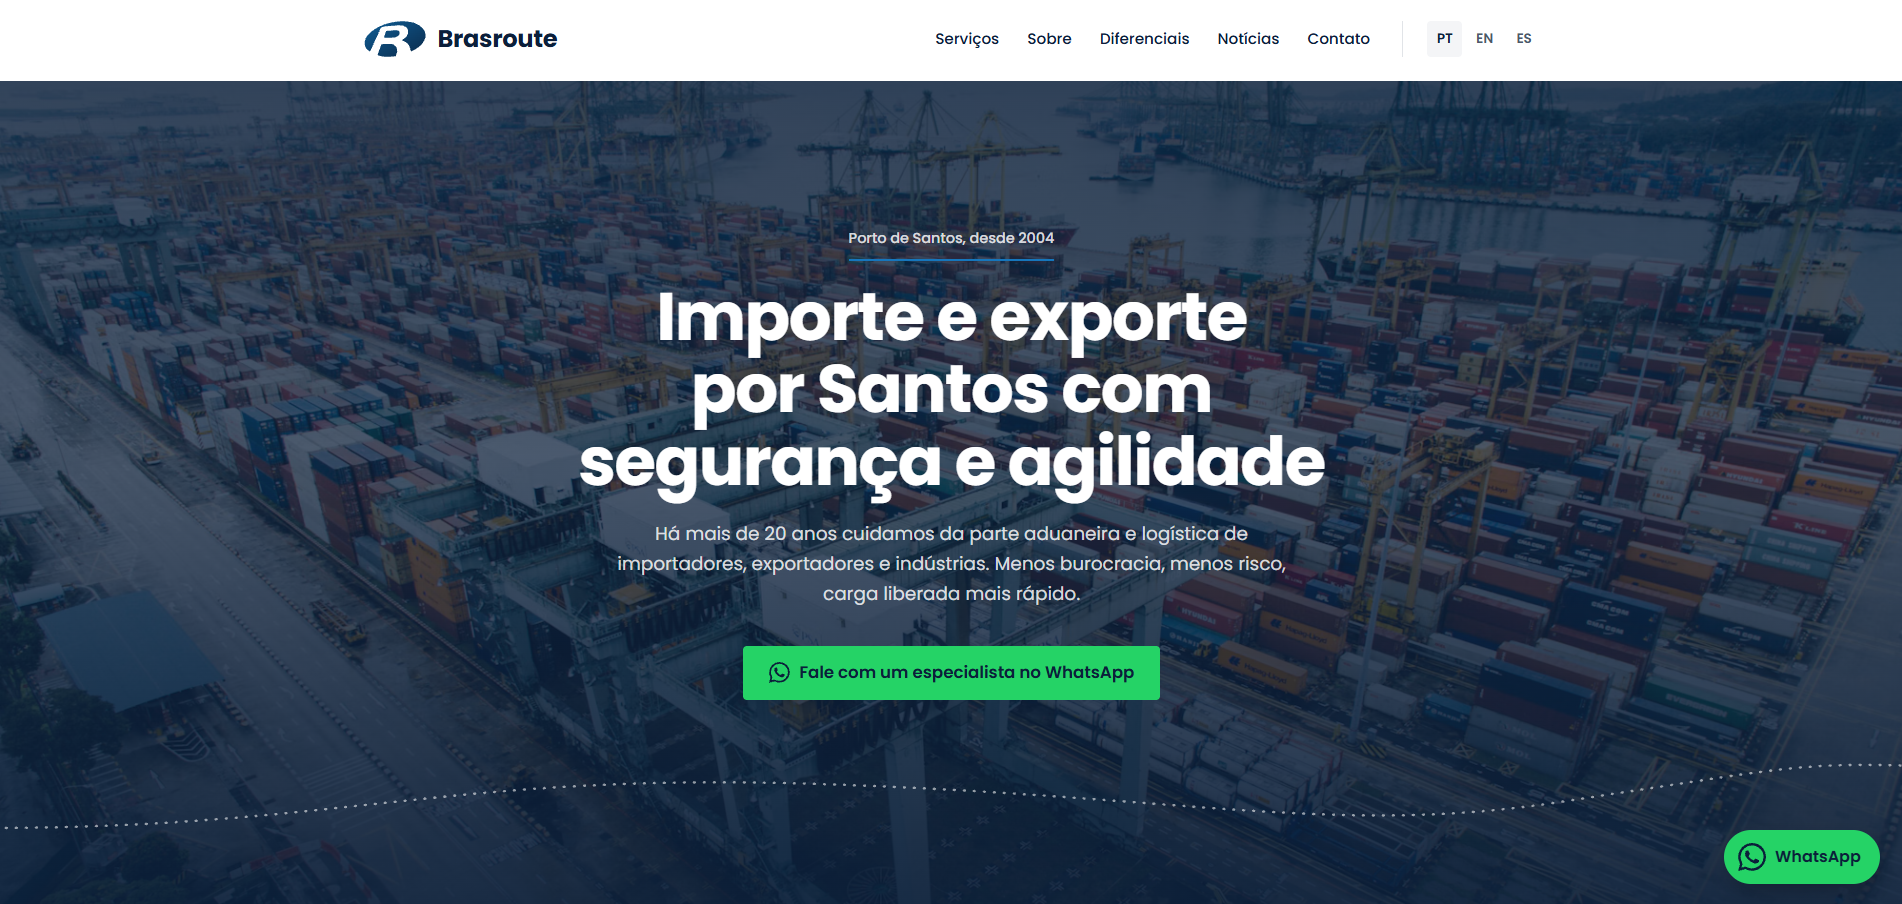 Brasroute
Serviços Sobre Diferenciais Notícias Contato PT EN ES
Porto de Santos, desde 2004
Importe e exporte
por Santos com
segurança e agilidade
Há mais de 20 anos cuidamos da parte aduaneira e logística de
importadores, exportadores e indústrias. Menos burocracia, menos risco,
carga liberada mais rápido.
Fale com um especialista no WhatsApp
WhatsApp